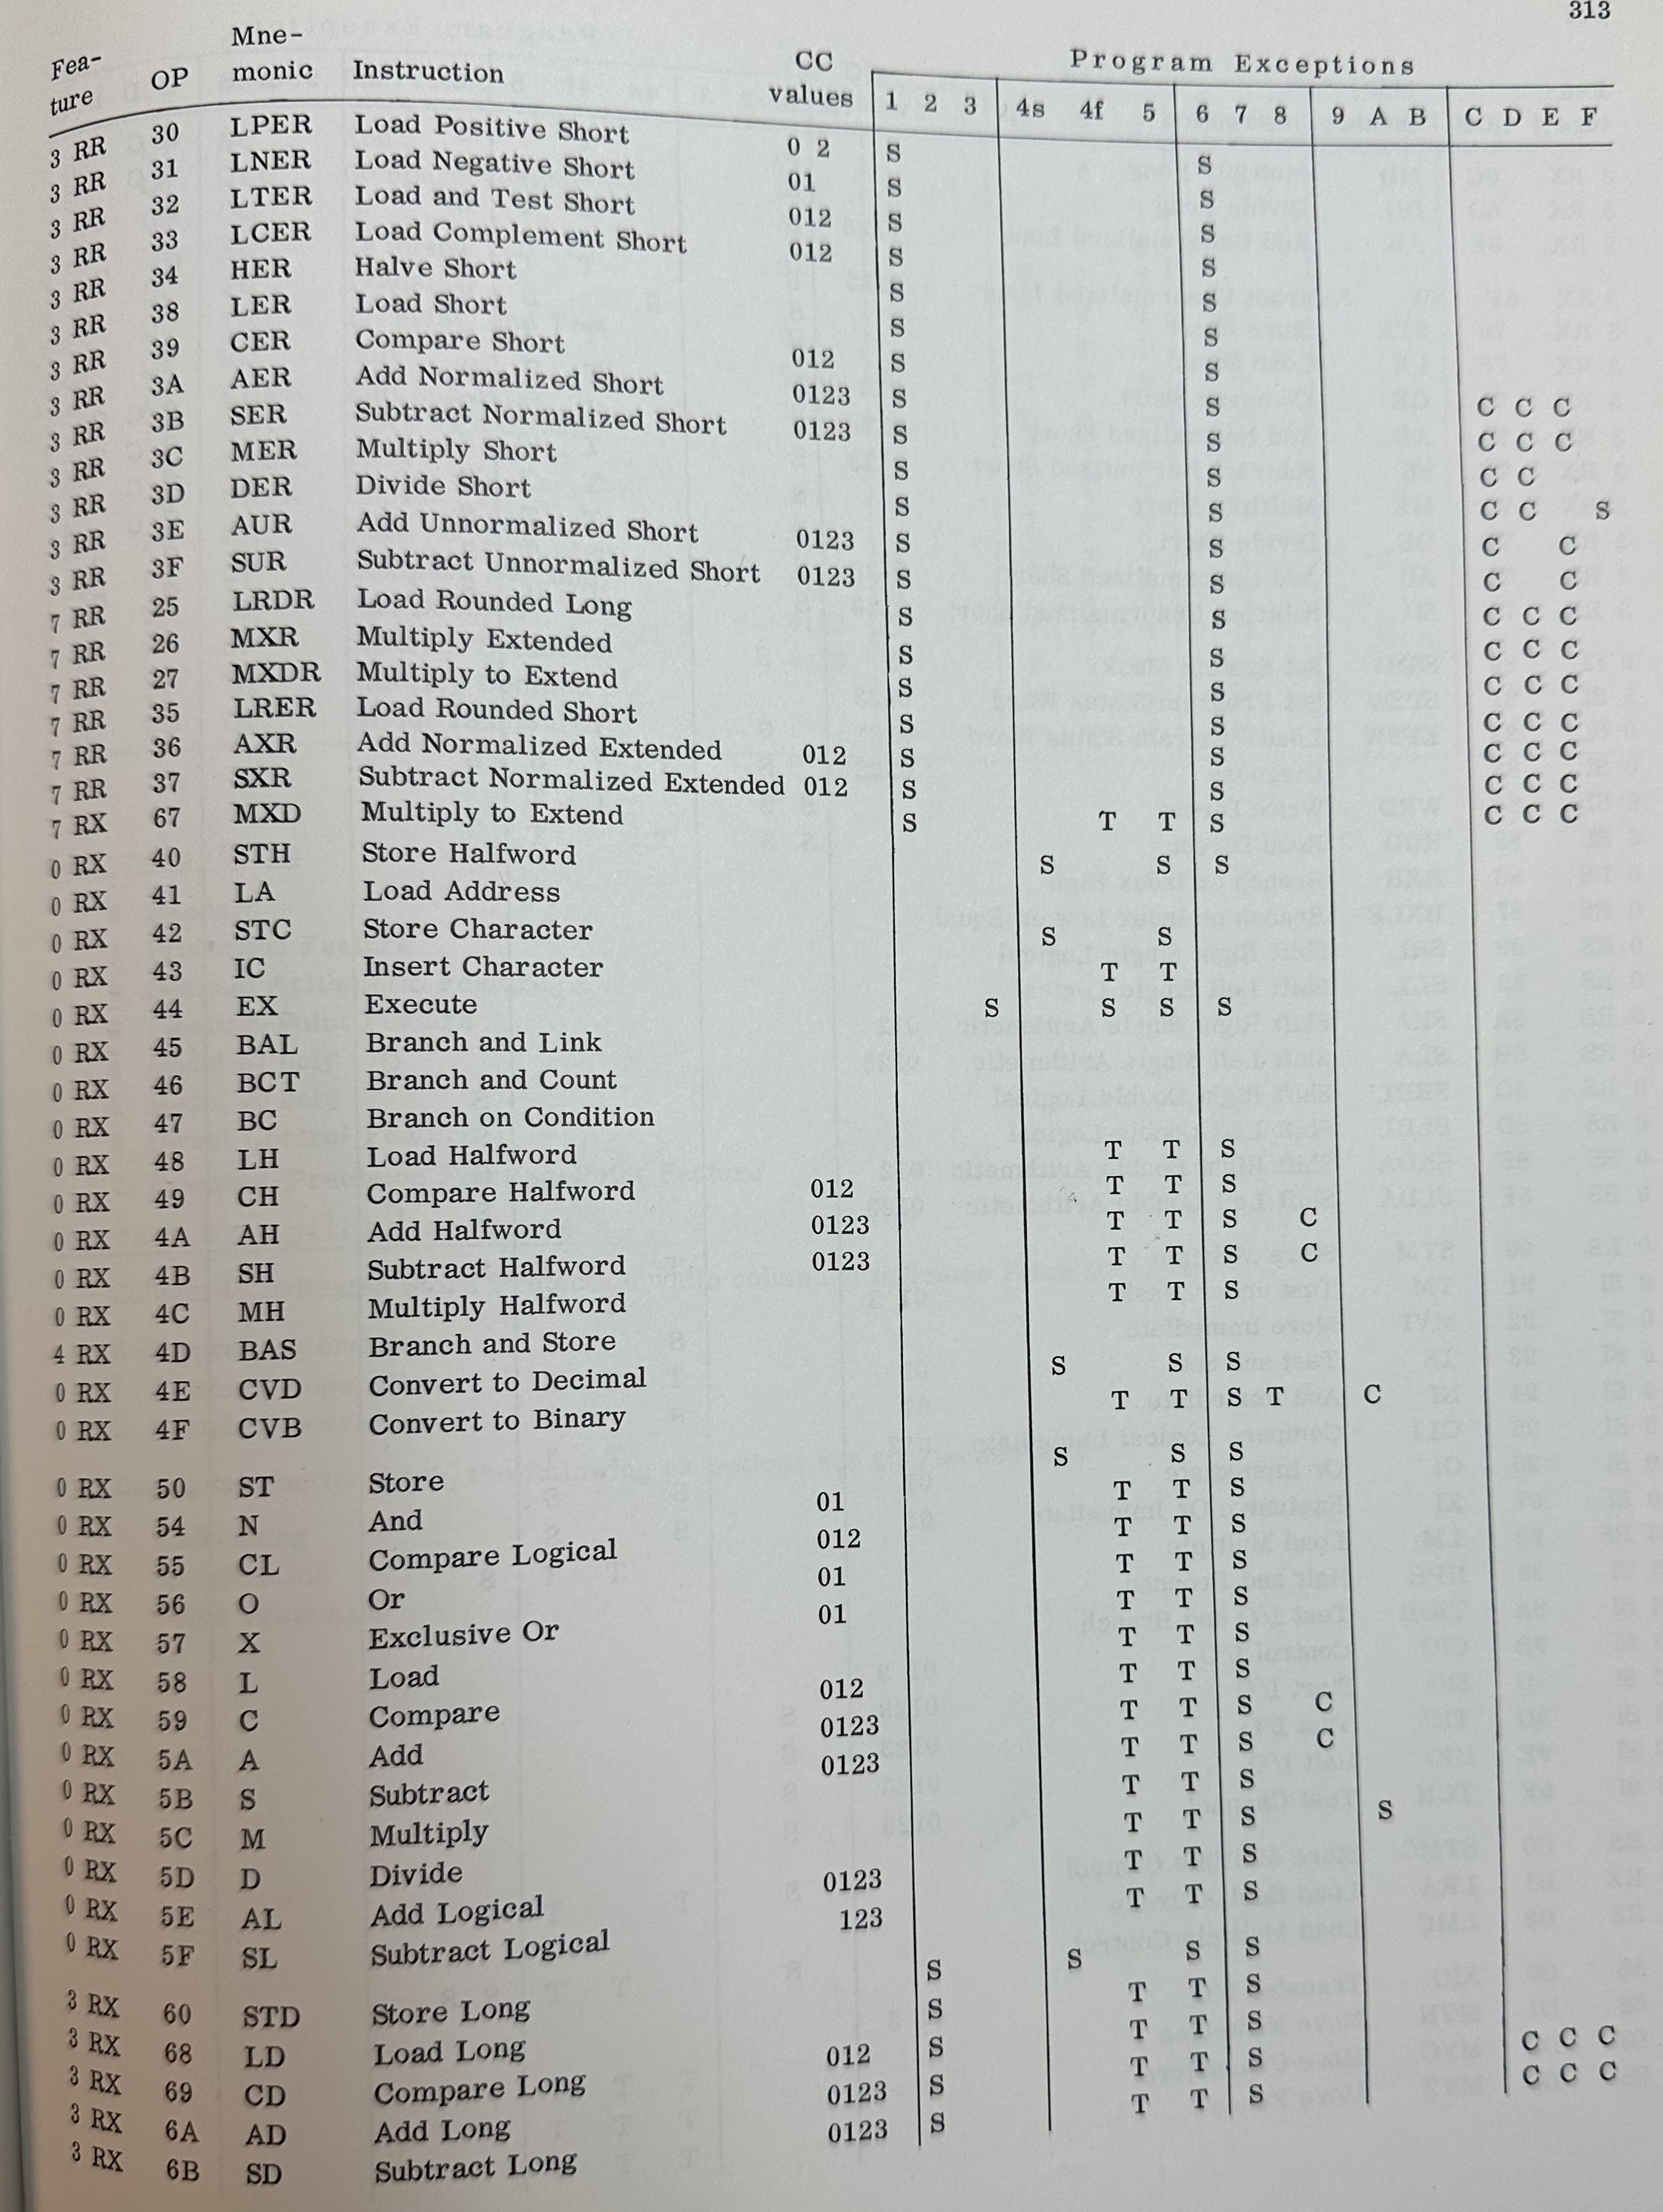 313
Fea-ture OP Mne-monic Instruction CC values Program Exceptions
1 2 3 4s 4f 5 6 7 8 9 A B C D E F
3 RR 30 LPER Load Positive Short 0 2 S S
3 RR 31 LNER Load Negative Short 01 S S
3 RR 32 LTER Load and Test Short 012 S S
3 RR 33 LCER Load Complement Short 012 S S
3 RR 34 HER Halve Short S S
3 RR 38 LER Load Short S S
3 RR 39 CER Compare Short 012 S S
3 RR 3A AER Add Normalized Short 0123 S S C C C
3 RR 3B SER Subtract Normalized Short 0123 S S C C C
3 RR 3C MER Multiply Short S S C C
3 RR 3D DER Divide Short S S C C S
3 RR 3E AUR Add Unnormalized Short 0123 S S C C
3 RR 3F SUR Subtract Unnormalized Short 0123 S S C C
7 RR 25 LRDR Load Rounded Long S S C C C
7 RR 26 MXR Multiply Extended S S C C C
7 RR 27 MXDR Multiply to Extend S S C C C
7 RR 35 LRER Load Rounded Short S S C C C
7 RR 36 AXR Add Normalized Extended 012 S S C C C
7 RR 37 SXR Subtract Normalized Extended 012 S S C C C
7 RX 67 MXD Multiply to Extend S T T S C C C
0 RX 40 STH Store Halfword S S S
0 RX 41 LA Load Address
0 RX 42 STC Store Character S S
0 RX 43 IC Insert Character T T
0 RX 44 EX Execute S S S S
0 RX 45 BAL Branch and Link
0 RX 46 BCT Branch and Count
0 RX 47 BC Branch on Condition
0 RX 48 LH Load Halfword T T S
0 RX 49 CH Compare Halfword 012 T T S
0 RX 4A AH Add Halfword 0123 T T S C
0 RX 4B SH Subtract Halfword 0123 T T S C
0 RX 4C MH Multiply Halfword T T S
4 RX 4D BAS Branch and Store
0 RX 4E CVD Convert to Decimal S S S
0 RX 4F CVB Convert to Binary T T S T C
0 RX 50 ST Store S S S
0 RX 54 N And 01 T T S
0 RX 55 CL Compare Logical 012 T T S
0 RX 56 O Or 01 T T S
0 RX 57 X Exclusive Or 01 T T S
0 RX 58 L Load T T S
0 RX 59 C Compare 012 T T S
0 RX 5A A Add 0123 T T S C
0 RX 5B S Subtract 0123 T T S C
0 RX 5C M Multiply T T S
0 RX 5D D Divide T T S S
0 RX 5E AL Add Logical 0123 T T S
0 RX 5F SL Subtract Logical 123 T T S
3 RX 60 STD Store Long S S S S
3 RX 68 LD Load Long S T T S
3 RX 69 CD Compare Long 012 S T T S
3 RX 6A AD Add Long 0123 S T T S C C C
3 RX 6B SD Subtract Long 0123 S T T S C C C